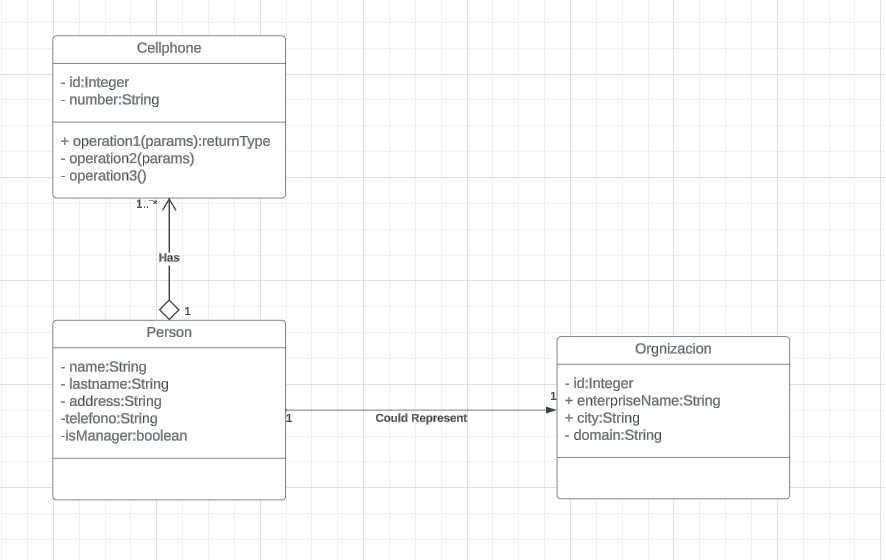 Cellphone
- id:Integer
- number:String
+ operation1(params):returnType
- operation2(params)
- operation3()
1..*
Has
1
Person
- name:String
- lastname:String
- address:String
-telefono:String
-isManager:boolean
1
Could Represent
1
Orgnizacion
- id:Integer
+ enterpriseName:String
+ city:String
- domain:String